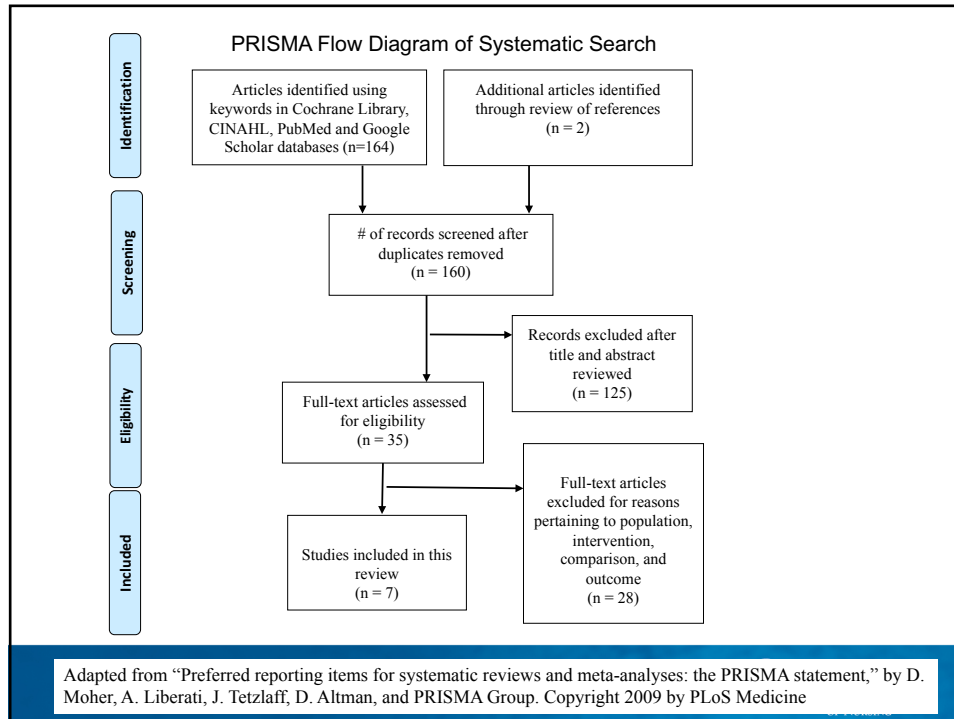 PRISMA Flow Diagram of Systematic Search
Identification
Articles identified using
keywords in Cochrane Library,
CINAHL, PubMed and Google
Scholar databases (n=164)
Additional articles identified
through review of references
(n = 2)
Screening
# of records screened after
duplicates removed
(n = 160)
Records excluded after
title and abstract
reviewed
(n = 125)
Eligibility
Full-text articles assessed
for eligibility
(n = 35)
Full-text articles
excluded for reasons
pertaining to population,
intervention,
comparison, and
outcome
(n = 28)
Included
Studies included in this
review
(n = 7)
Adapted from “Preferred reporting items for systematic reviews and meta-analyses: the PRISMA statement,” by D.
Moher, A. Liberati, J. Tetzlaff, D. Altman, and PRISMA Group. Copyright 2009 by PLoS Medicine